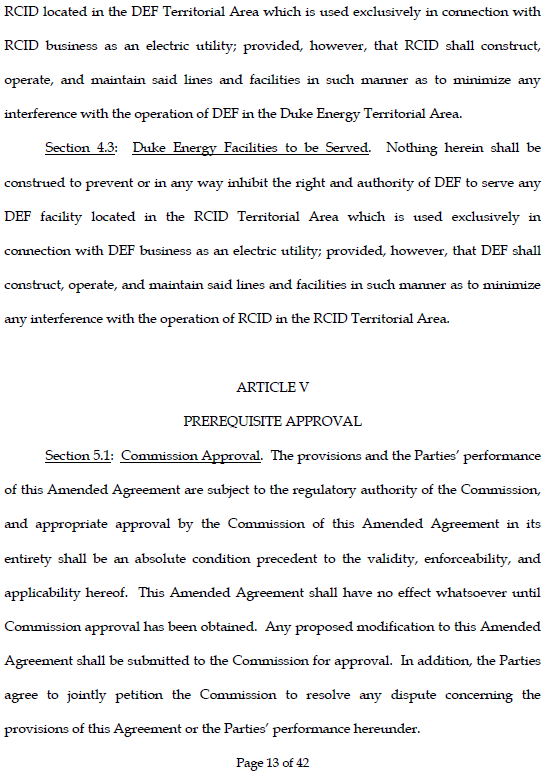 RCID located in the DEF Territorial Area which is used exclusively in connection with
RCID business as an electric utility; provided, however, that RCID shall construct,
operate, and maintain said lines and facilities in such manner as to minimize any
interference with the operation of DEF in the Duke Energy Territorial Area.
Section 4.3: Duke Energy Facilities to be Served. Nothing herein shall be
construed to prevent or in any way inhibit the right and authority of DEF to serve any
DEF facility located in the RCID Territorial Area which is used exclusively in
connection with DEF business as an electric utility; provided, however, that DEF shall
construct, operate, and maintain said lines and facilities in such manner as to minimize
any interference with the operation of RCID in the RCID Territorial Area.
ARTICLE V
PREREQUISITE APPROVAL
Section 5.1: Commission Approval. The provisions and the Parties' performance
of this Amended Agreement are subject to the regulatory authority of the Commission,
and appropriate approval by the Commission of this Amended Agreement in its
entirety shall be an absolute condition precedent to the validity, enforceability, and
applicability hereof. This Amended Agreement shall have no effect whatsoever until
Commission approval has been obtained. Any proposed modification to this Amended
Agreement shall be submitted to the Commission for approval. In addition, the Parties
agree to jointly petition the Commission to resolve any dispute concerning the
provisions of this Agreement or the Parties' performance hereunder.
Page 13 of 42